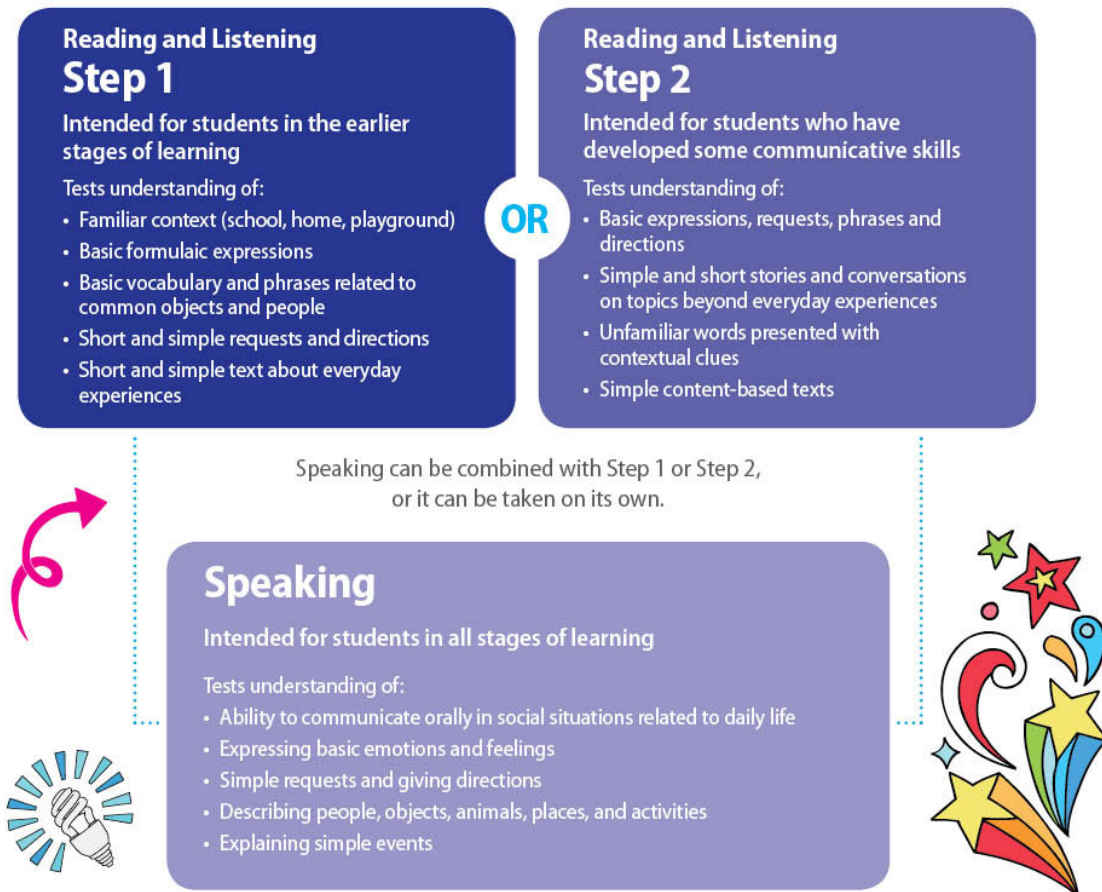 Reading and Listening
Step 1
Intended for students in the earlier
stages of learning
Tests understanding of:
• Familiar context (school, home, playground)
• Basic formulaic expressions
• Basic vocabulary and phrases related to
common objects and people
• Short and simple requests and directions
• Short and simple text about everyday
experiences
OR
Reading and Listening
Step 2
Intended for students who have
developed some communicative skills
Tests understanding of:
• Basic expressions, requests, phrases and
directions
• Simple and short stories and conversations
on topics beyond everyday experiences
• Unfamiliar words presented with
contextual clues
• Simple content-based texts
Speaking can be combined with Step 1 or Step 2,
or it can be taken on its own.
Speaking
Intended for students in all stages of learning
Tests understanding of:
• Ability to communicate orally in social situations related to daily life
• Expressing basic emotions and feelings
• Simple requests and giving directions
• Describing people, objects, animals, places, and activities
• Explaining simple events